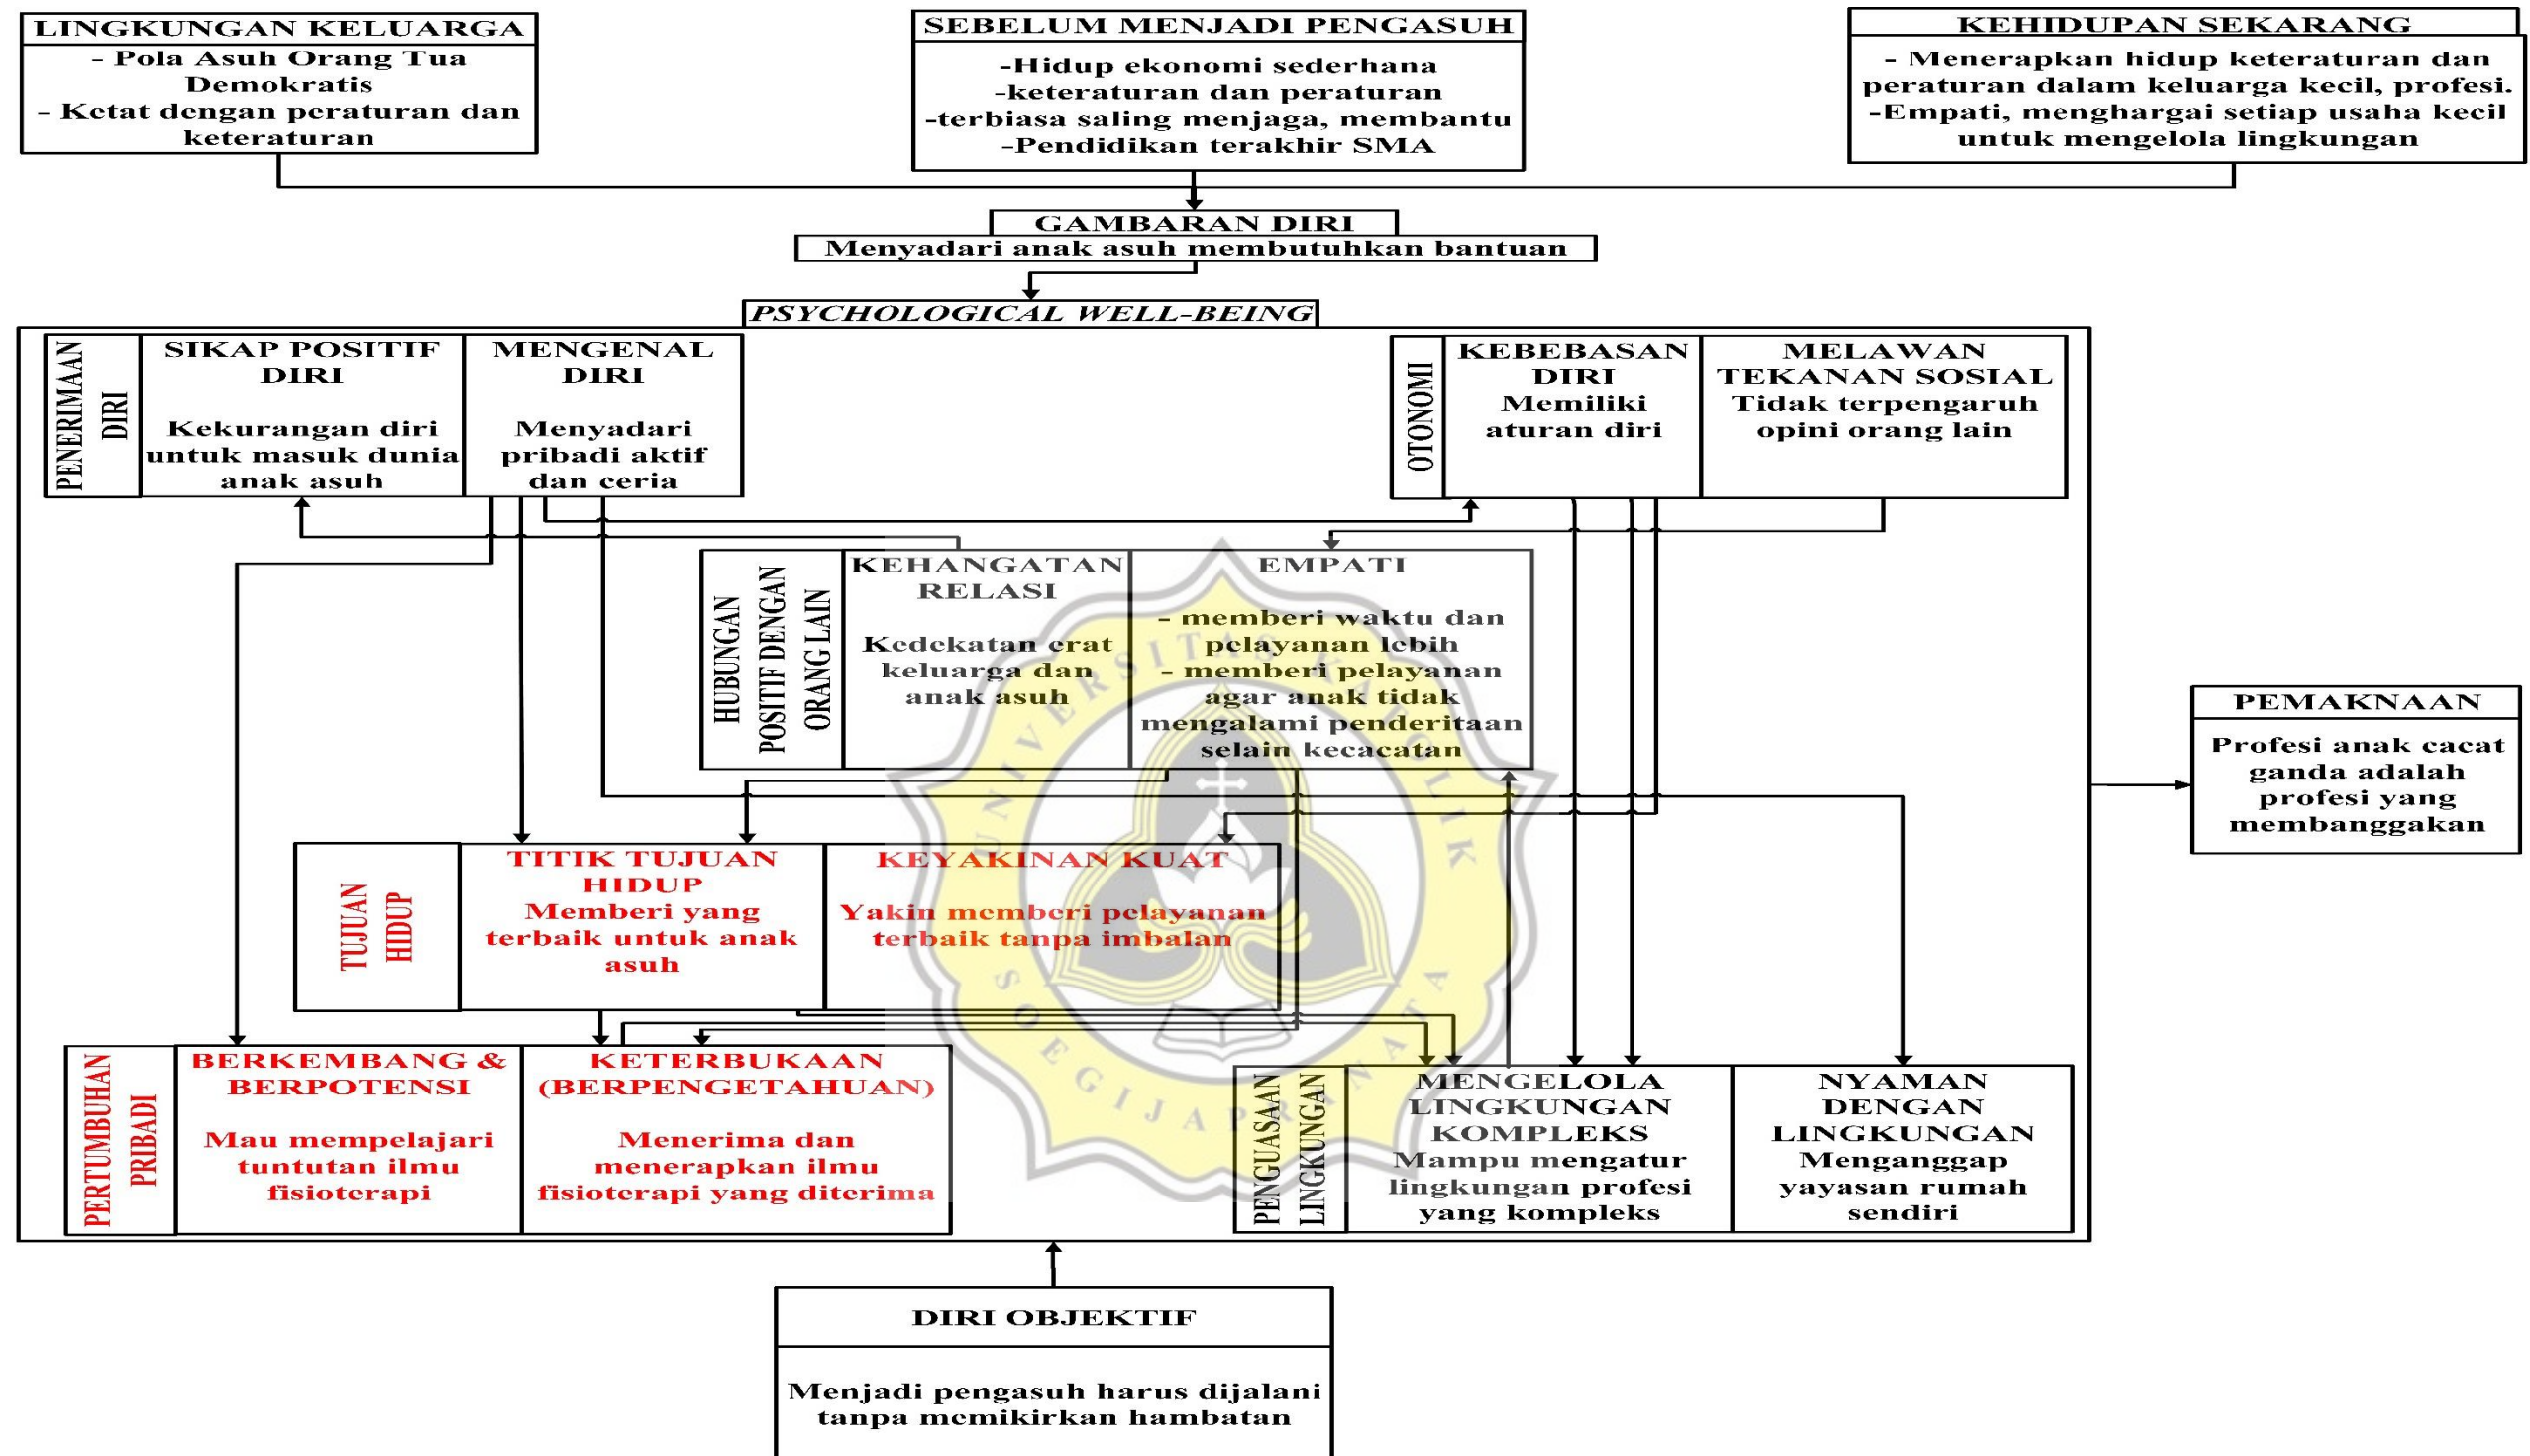 LINGKUNGAN KELUARGA
- Pola Asuh Orang Tua
Demokratis
- Ketat dengan peraturan dan
keteraturan
SEBELUM MENJADI PENGASUH
-Hidup ekonomi sederhana
-keteraturan dan peraturan
-terbiasa saling menjaga, membantu
-Pendidikan terakhir SMA
KEHIDUPAN SEKARANG
- Menerapkan hidup keteraturan dan
peraturan dalam keluarga kecil, profesi.
-Empati, menghargai setiap usaha kecil
untuk mengelola lingkungan
GAMBARAN DIRI
Menyadari anak asuh membutuhkan bantuan
PSYCHOLOGICAL WELL-BEING
PENERIMAAN
DIRI
SIKAP POSITIF
DIRI
Kekurangan diri
untuk masuk dunia
anak asuh
MENGENAL
DIRI
Menyadari
pribadi aktif
dan ceria
OTONOMI
KEBEBASAN
DIRI
Memiliki
aturan diri
MELAWAN
TEKANAN SOSIAL
Tidak terpengaruh
opini orang lain
HUBUNGAN
POSITIF DENGAN
ORANG LAIN
KEHANGATAN
RELASI
Kedekatan erat
keluarga dan
anak asuh
EMPATI
- memberi waktu dan
pelayanan lebih
- memberi pelayanan
agar anak tidak
mengalami penderitaan
selain kecacatan
PEMAKNAAN
Profesi anak cacat
ganda adalah
profesi yang
membanggakan
TUJUAN
HIDUP
TITIK TUJUAN
HIDUP
Memberi yang
terbaik untuk anak
asuh
KEYAKINAN KUAT
Yakin memberi pelayanan
terbaik tanpa imbalan
PERTUMBUHAN
PRIBADI
BERKEMBANG &
BERPOTENSI
Mau mempelajari
tuntutan ilmu
fisioterapi
KETERBUKAAN
(BERPENGETAHUAN)
Menerima dan
menerapkan ilmu
fisioterapi yang diterima
PENGUASAAN
LINGKUNGAN
MENGELOLA
LINGKUNGAN
KOMPLEKS
Mampu mengatur
lingkungan profesi
yang kompleks
NYAMAN
DENGAN
LINGKUNGAN
Menganggap
yayasan rumah
sendiri
DIRI OBJEKTIF
Menjadi pengasuh harus dijalani
tanpa memikirkan hambatan
UNIVERSITAS KATOLIK
SOEGIJAPRANATA